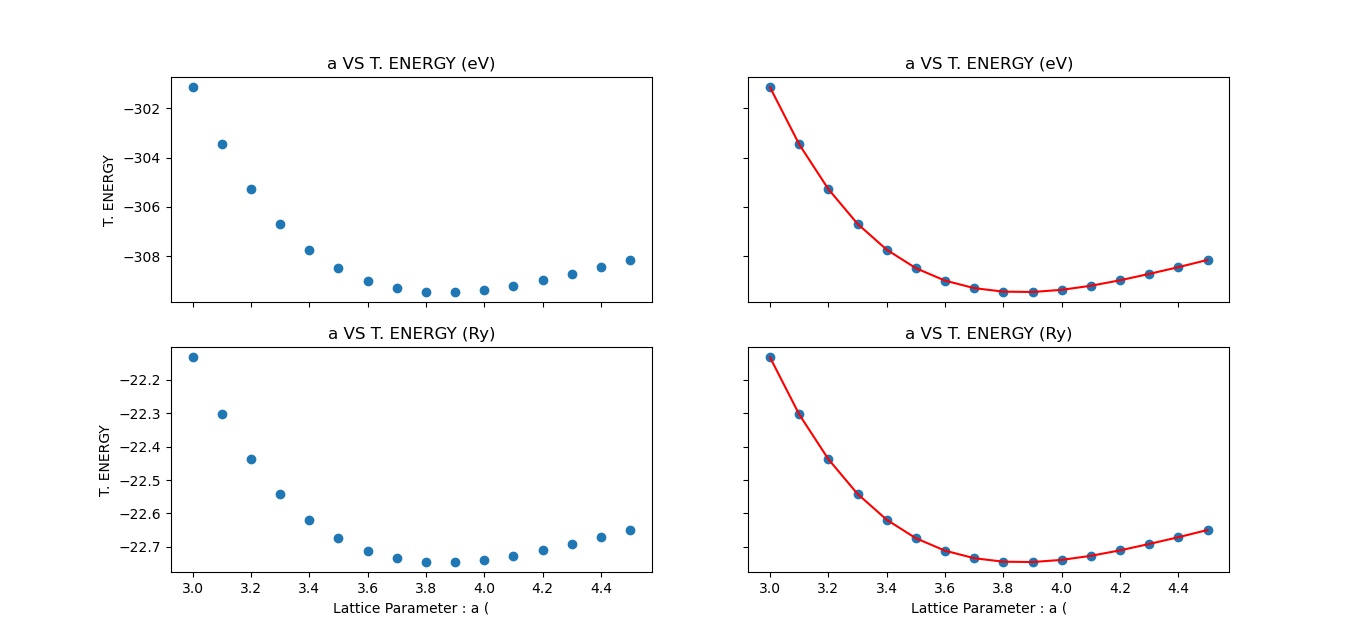 a VS T. ENERGY (eV)
a VS T. ENERGY (eV)
T. ENERGY
−302
−304
−306
−308
a VS T. ENERGY (Ry)
a VS T. ENERGY (Ry)
T. ENERGY
−22.2
−22.3
−22.4
−22.5
−22.6
−22.7
3.0 3.2 3.4 3.6 3.8 4.0 4.2 4.4
3.0 3.2 3.4 3.6 3.8 4.0 4.2 4.4
Lattice Parameter : a (
Lattice Parameter : a (